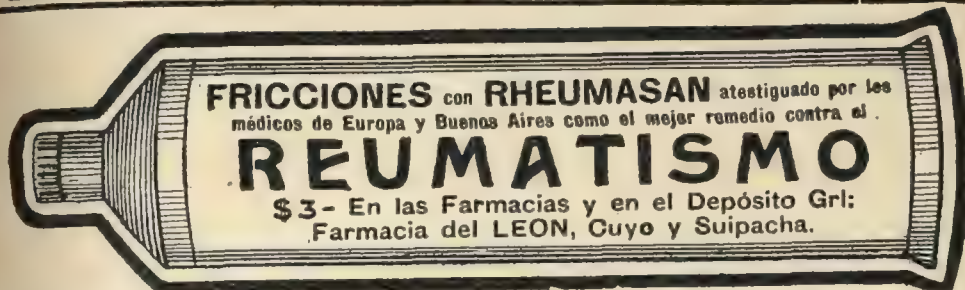 FRICCIONES con RHEUMASAN atestiguado por los
médicos de Europa y Buenos Aires como el mejor remedio contra el
REUMATISMO
$3- En las Farmacias y en el Depósito Grl:
Farmacia del LEON, Cuyo y Suipacha.